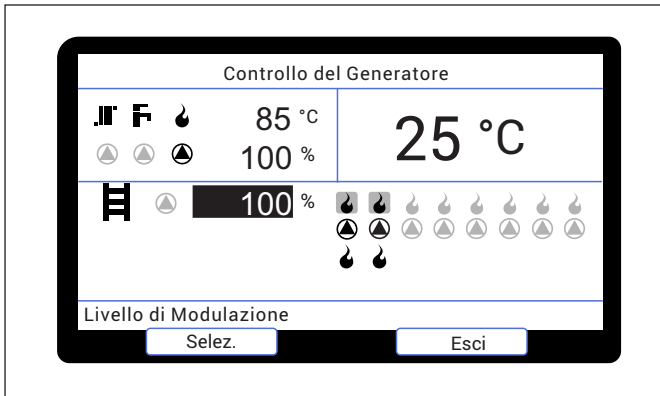 Controllo del Generatore
85 °C
100 %
25 °C
100 %
Livello di Modulazione
Selez.
Esci